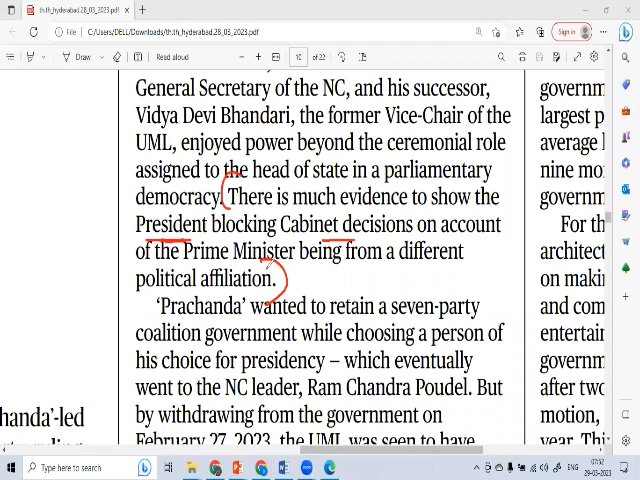 th.th_hyderabad.28_03_2023.pdf
File
C:/Users/DELL/Downloads/th.th_hyderabad.28_03_2023.pdf
Sign in
Draw
Read aloud
10
of 22
General Secretary of the NC, and his successor,
Vidya Devi Bhandari, the former Vice-Chair of the
UML, enjoyed power beyond the ceremonial role
assigned to the head of state in a parliamentary
democracy. There is much evidence to show the
President blocking Cabinet decisions on account
of the Prime Minister being from a different
political affiliation.
‘Prachanda’ wanted to retain a seven-party
coalition government while choosing a person of
his choice for presidency – which eventually
went to the NC leader, Ram Chandra Poudel. But
by withdrawing from the government on
February 27, 2023, the UML was seen to have
governm
largest p
average
nine mo
governm
For th
architect
on makin
and com
entertain
governm
after two
motion,
year. Thi
handa’-led
Type here to search
ENG
07:52
29-03-2023